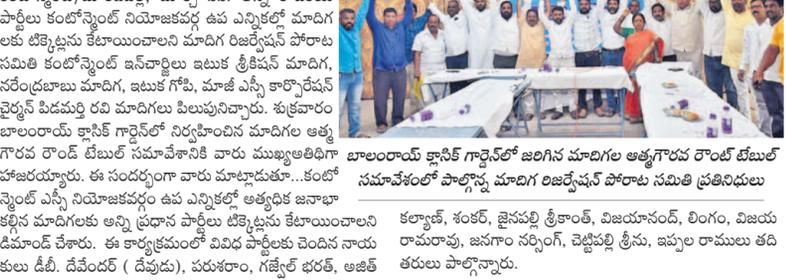 పార్టీలు కంటోన్మెంట్ నియోజకవర్గ ఉప ఎన్నికల్లో మాదిగ
లకు టిక్కెట్లను కేటాయించాలని మాదిగ రిజర్వేషన్ పోరాట
సమితి కంటోన్మెంట్ ఇన్‌చార్జిలు ఇటుక శ్రీకిషన్ మాదిగ,
నరేంద్రబాబు మాదిగ, ఇటుక గోపి, మాజీ ఎస్సీ కార్పొరేషన్
చైర్మన్ పిడమర్తి రవి మాదిగలు పిలుపునిచ్చారు. శుక్రవారం
బాలంరాయ్ క్లాసిక్ గార్డెన్‌లో నిర్వహించిన మాదిగల ఆత్మ
గౌరవ రౌండ్ టేబుల్ సమావేశానికి వారు ముఖ్యఅతిథిగా
హాజరయ్యారు. ఈ సందర్భంగా వారు మాట్లాడుతూ...కంటో
న్మెంట్ ఎస్సీ నియోజకవర్గం ఉప ఎన్నికల్లో అత్యధిక జనాభా
కల్గిన మాదిగలకు అన్ని ప్రధాన పార్టీలు టిక్కెట్లను కేటాయించాలని
డిమాండ్ చేశారు. ఈ కార్యక్రమంలో వివిధ పార్టీలకు చెందిన నాయ
కులు డీబీ. దేవేందర్ ( దేవుడు), పరుశరాం, గజ్వేల్ భరత్, అజిత్
బాలంరాయ్ క్లాసిక్ గార్డెన్‌లో జరిగిన మాదిగల ఆత్మగౌరవ రౌంట్ టేబుల్
సమావేశంలో పాల్గొన్న మాదిగ రిజర్వేషన్ పోరాట సమితి ప్రతినిధులు
కల్యాణ్, శంకర్, జైనపల్లి శ్రీకాంత్, విజయానంద్, లింగం, విజయ
రామరావు, జనగాం నర్సింగ్, చెట్టిపల్లి శ్రీను, ఇప్పల రాములు తది
తరులు పాల్గొన్నారు.